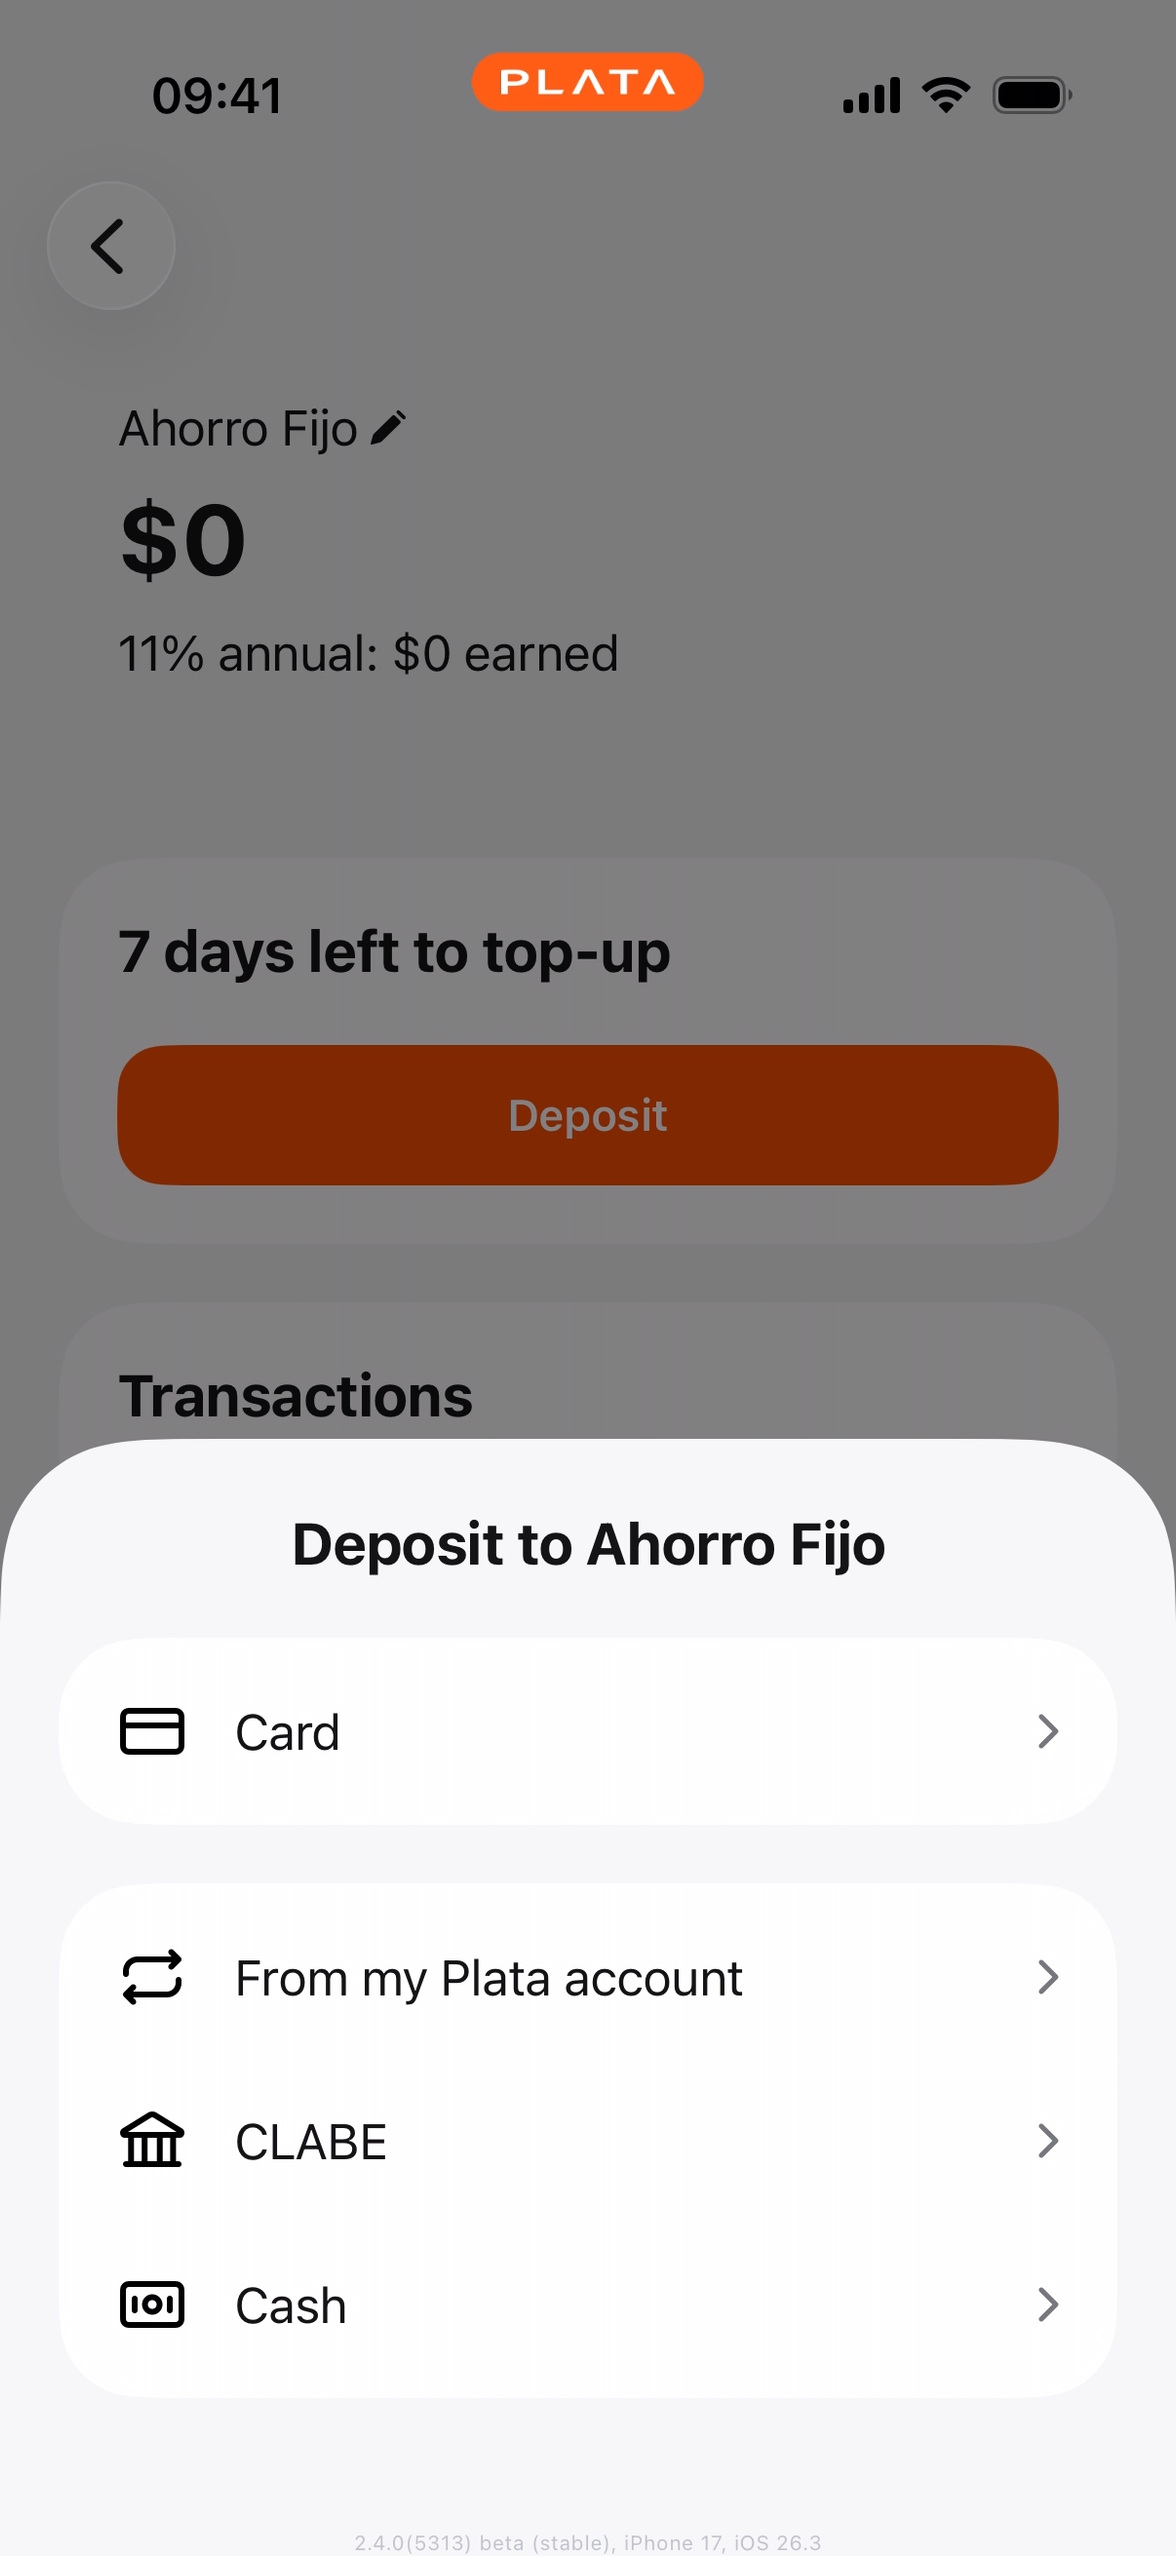 09:41
PLATA
Ahorro Fijo
$0
11% annual: $0 earned
7 days left to top-up
Deposit
Transactions
Deposit to Ahorro Fijo
Card
From my Plata account
CLABE
Cash
2.4.0(5313) beta (stable), iPhone 17, iOS 26.3